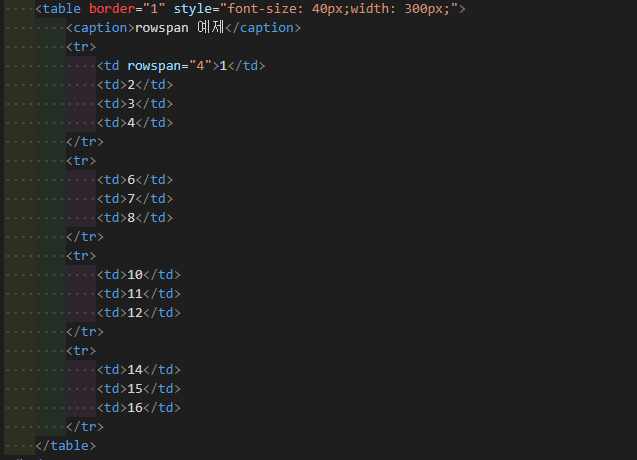 <table border="1" style="font-size: 40px;width: 300px;">
<caption>rowspan 예제</caption>
<tr>
<td rowspan="4">1</td>
<td>2</td>
<td>3</td>
<td>4</td>
</tr>
<tr>
<td>6</td>
<td>7</td>
<td>8</td>
</tr>
<tr>
<td>10</td>
<td>11</td>
<td>12</td>
</tr>
<tr>
<td>14</td>
<td>15</td>
<td>16</td>
</tr>
</table>